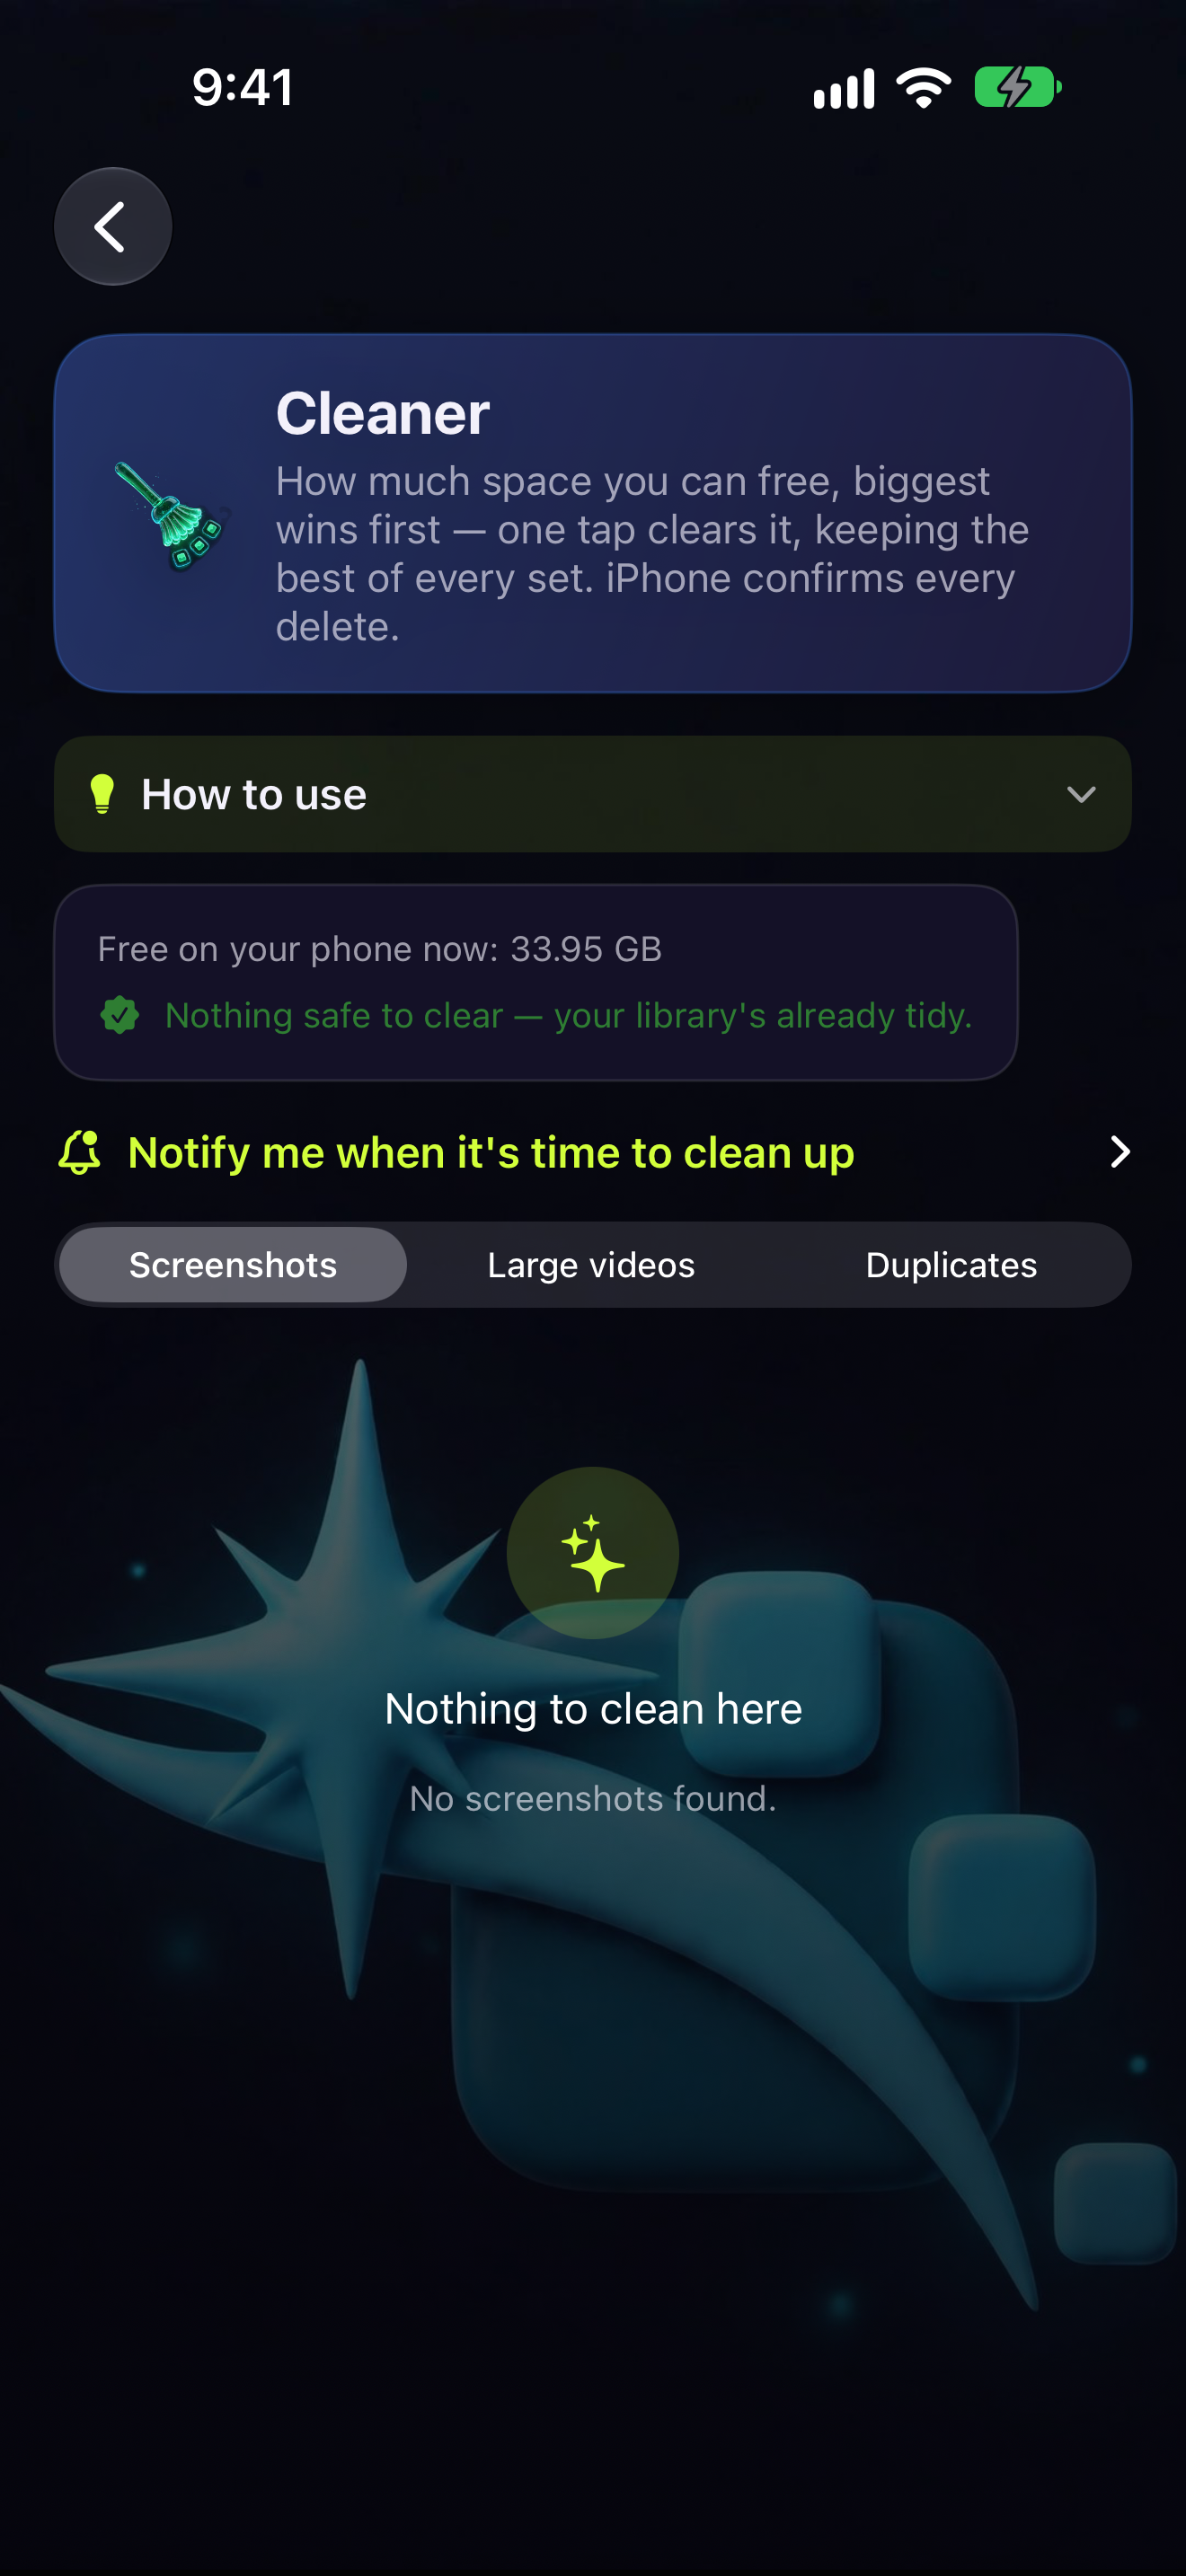 9:41
Cleaner
How much space you can free, biggest
wins first — one tap clears it, keeping the
best of every set. iPhone confirms every
delete.
How to use
Free on your phone now: 33.95 GB
Nothing safe to clear — your library's already tidy.
Notify me when it's time to clean up
Screenshots
Large videos
Duplicates
Nothing to clean here
No screenshots found.